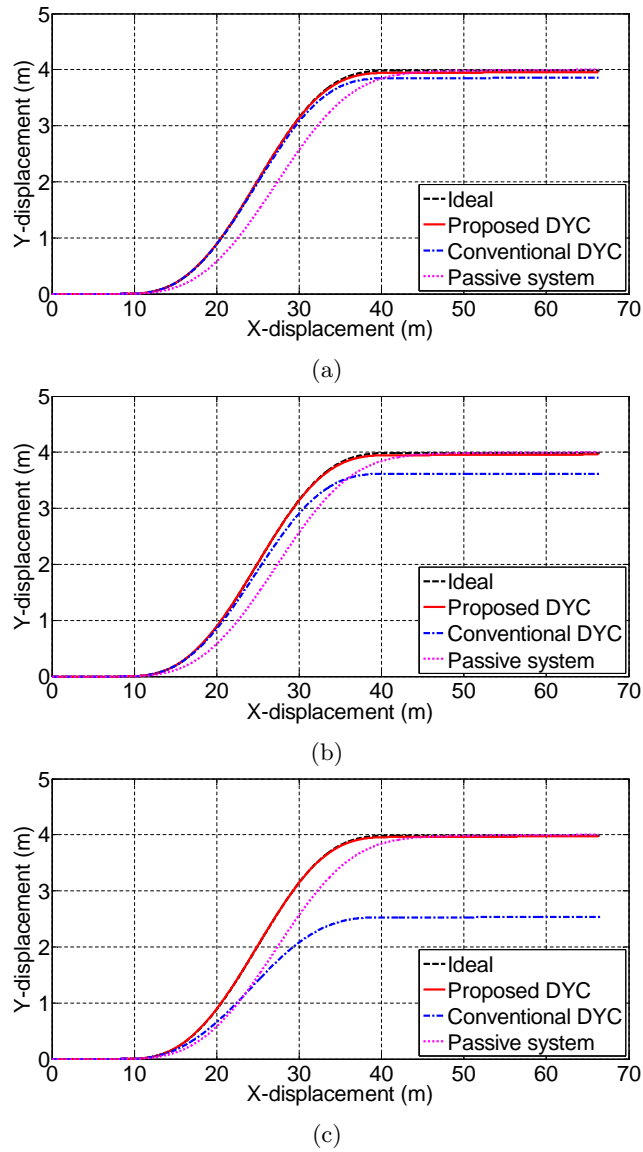 5
4
3
2
1
0
Y-displacement (m)
Ideal
Proposed DYC
Conventional DYC
Passive system
0 10 20 30 40 50 60 70
X-displacement (m)
(a)
5
4
3
2
1
0
Y-displacement (m)
Ideal
Proposed DYC
Conventional DYC
Passive system
0 10 20 30 40 50 60 70
X-displacement (m)
(b)
5
4
3
2
1
0
Y-displacement (m)
Ideal
Proposed DYC
Conventional DYC
Passive system
0 10 20 30 40 50 60 70
X-displacement (m)
(c)